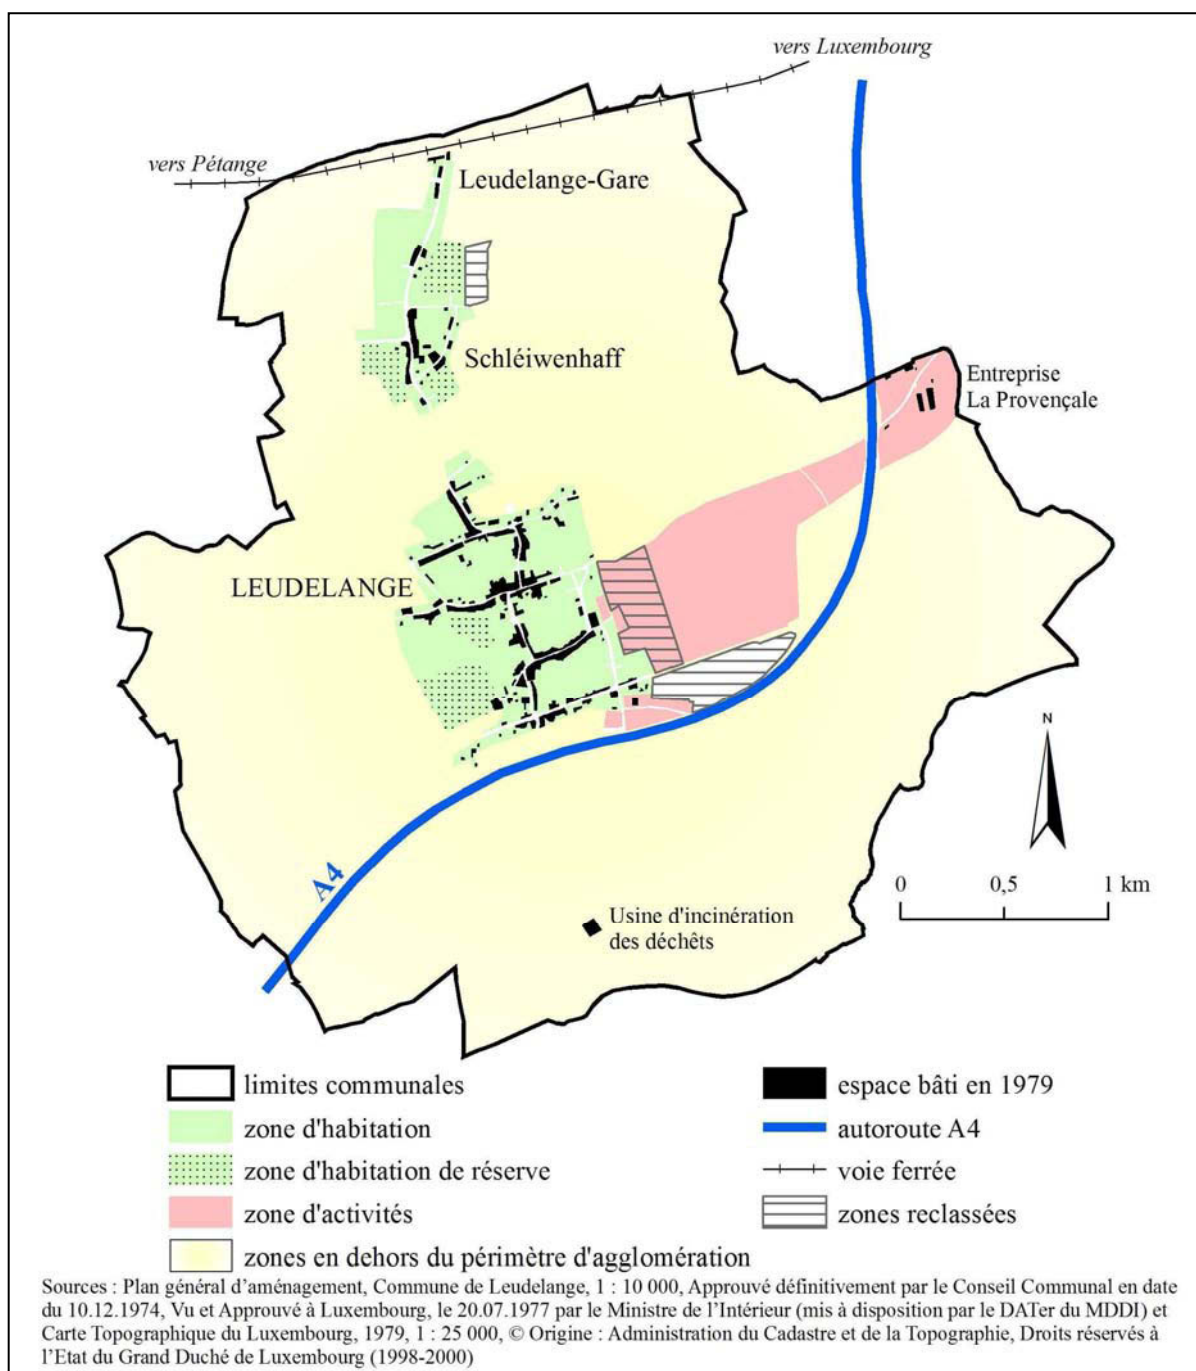 vers Luxembourg
vers Pétange
Leudelange-Gare
Schléiwenhaff
Entreprise
La Provençale
LEUDELANGE
N
A4
0 0,5 1 km
Usine d'incinération
des déchêts
limites communales
espace bâti en 1979
zone d'habitation
autoroute A4
zone d'habitation de réserve
voie ferrée
zone d'activités
zones reclassées
zones en dehors du périmètre d'agglomération
Sources : Plan général d’aménagement, Commune de Leudelange, 1 : 10 000, Approuvé définitivement par le Conseil Communal en date
du 10.12.1974, Vu et Approuvé à Luxembourg, le 20.07.1977 par le Ministre de l’Intérieur (mis à disposition par le DATer du MDDI) et
Carte Topographique du Luxembourg, 1979, 1 : 25 000, © Origine : Administration du Cadastre et de la Topographie, Droits réservés à
l’Etat du Grand Duché de Luxembourg (1998-2000)